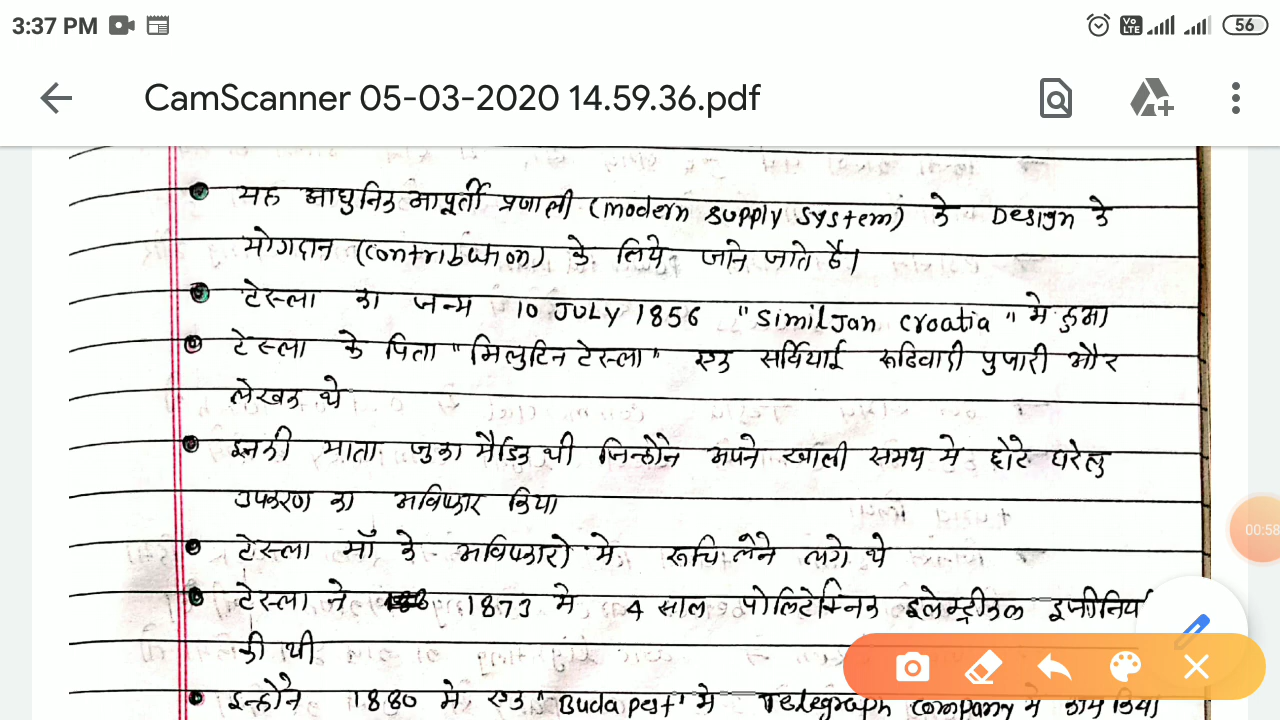 3:37 PM
Vo LTE
56
CamScanner 05-03-2020 14.59.36.pdf
यह आधुनिक आपूर्ती प्रणाली (modern supply system) के Design के
योगदान (contribution) के लिये जाने जाते है।
टेस्ला का जन्म 10 JULY 1856 "SimilJan Croatia" मे हुआ
टेस्ला के पिता "मिलुटिन टेस्ला" एक सर्वियाई रूढिवादी पुजारी और
लेखक थे
इनकी माता जुका मैडिक थी जिन्होने अपने खाली समय मे छोटे घरेलु
उपकरण का अविष्कार किया
टेस्ला माँ के अविष्कारो मे रूचि लेने लगे थे
टेस्ला ने 1873 मे 4 साल पोलिटेक्निक इलेक्ट्रीकल इंजीनियर
की थी
इन्होने 1880 मे एक "Budapest" मे Telegraph company मे काम किया
00:58